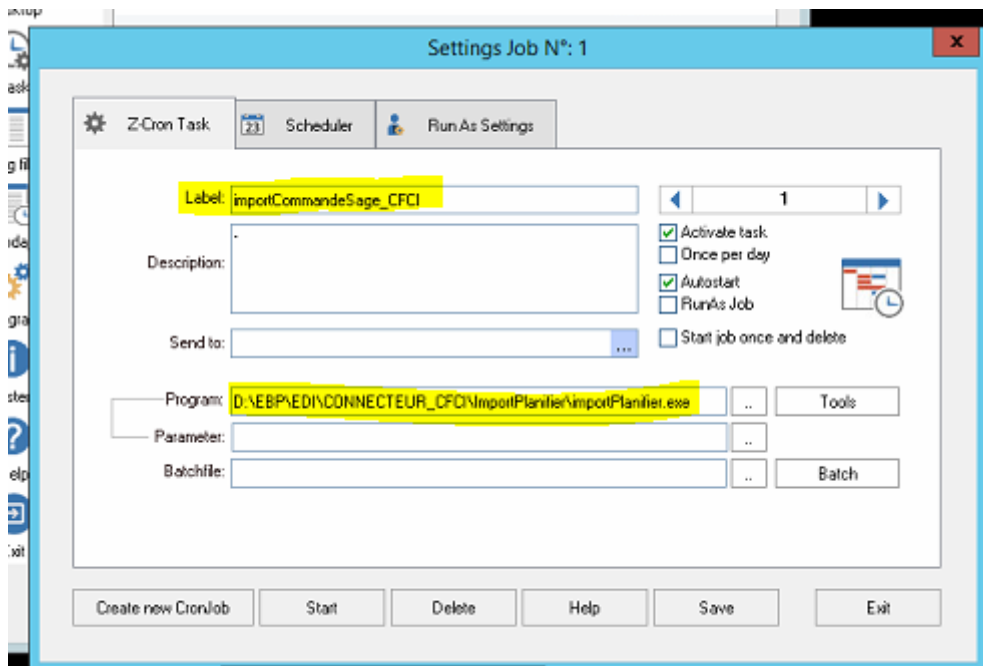 Settings Job N°: 1
x
Z-Cron Task
23
Scheduler
Run As Settings
Label:
importCommandeSage_CFCI
1
Activate task
Once per day
Description:
.
Autostart
RunAs Job
Send to:
...
Start job once and delete
Program:
D:\EBP\EDI\CONNECTEUR_CFCI\ImportPlanifier\importPlanifier.exe
..
Tools
Parameter:
..
Batchfile:
..
Batch
Create new CronJob
Start
Delete
Help
Save
Exit